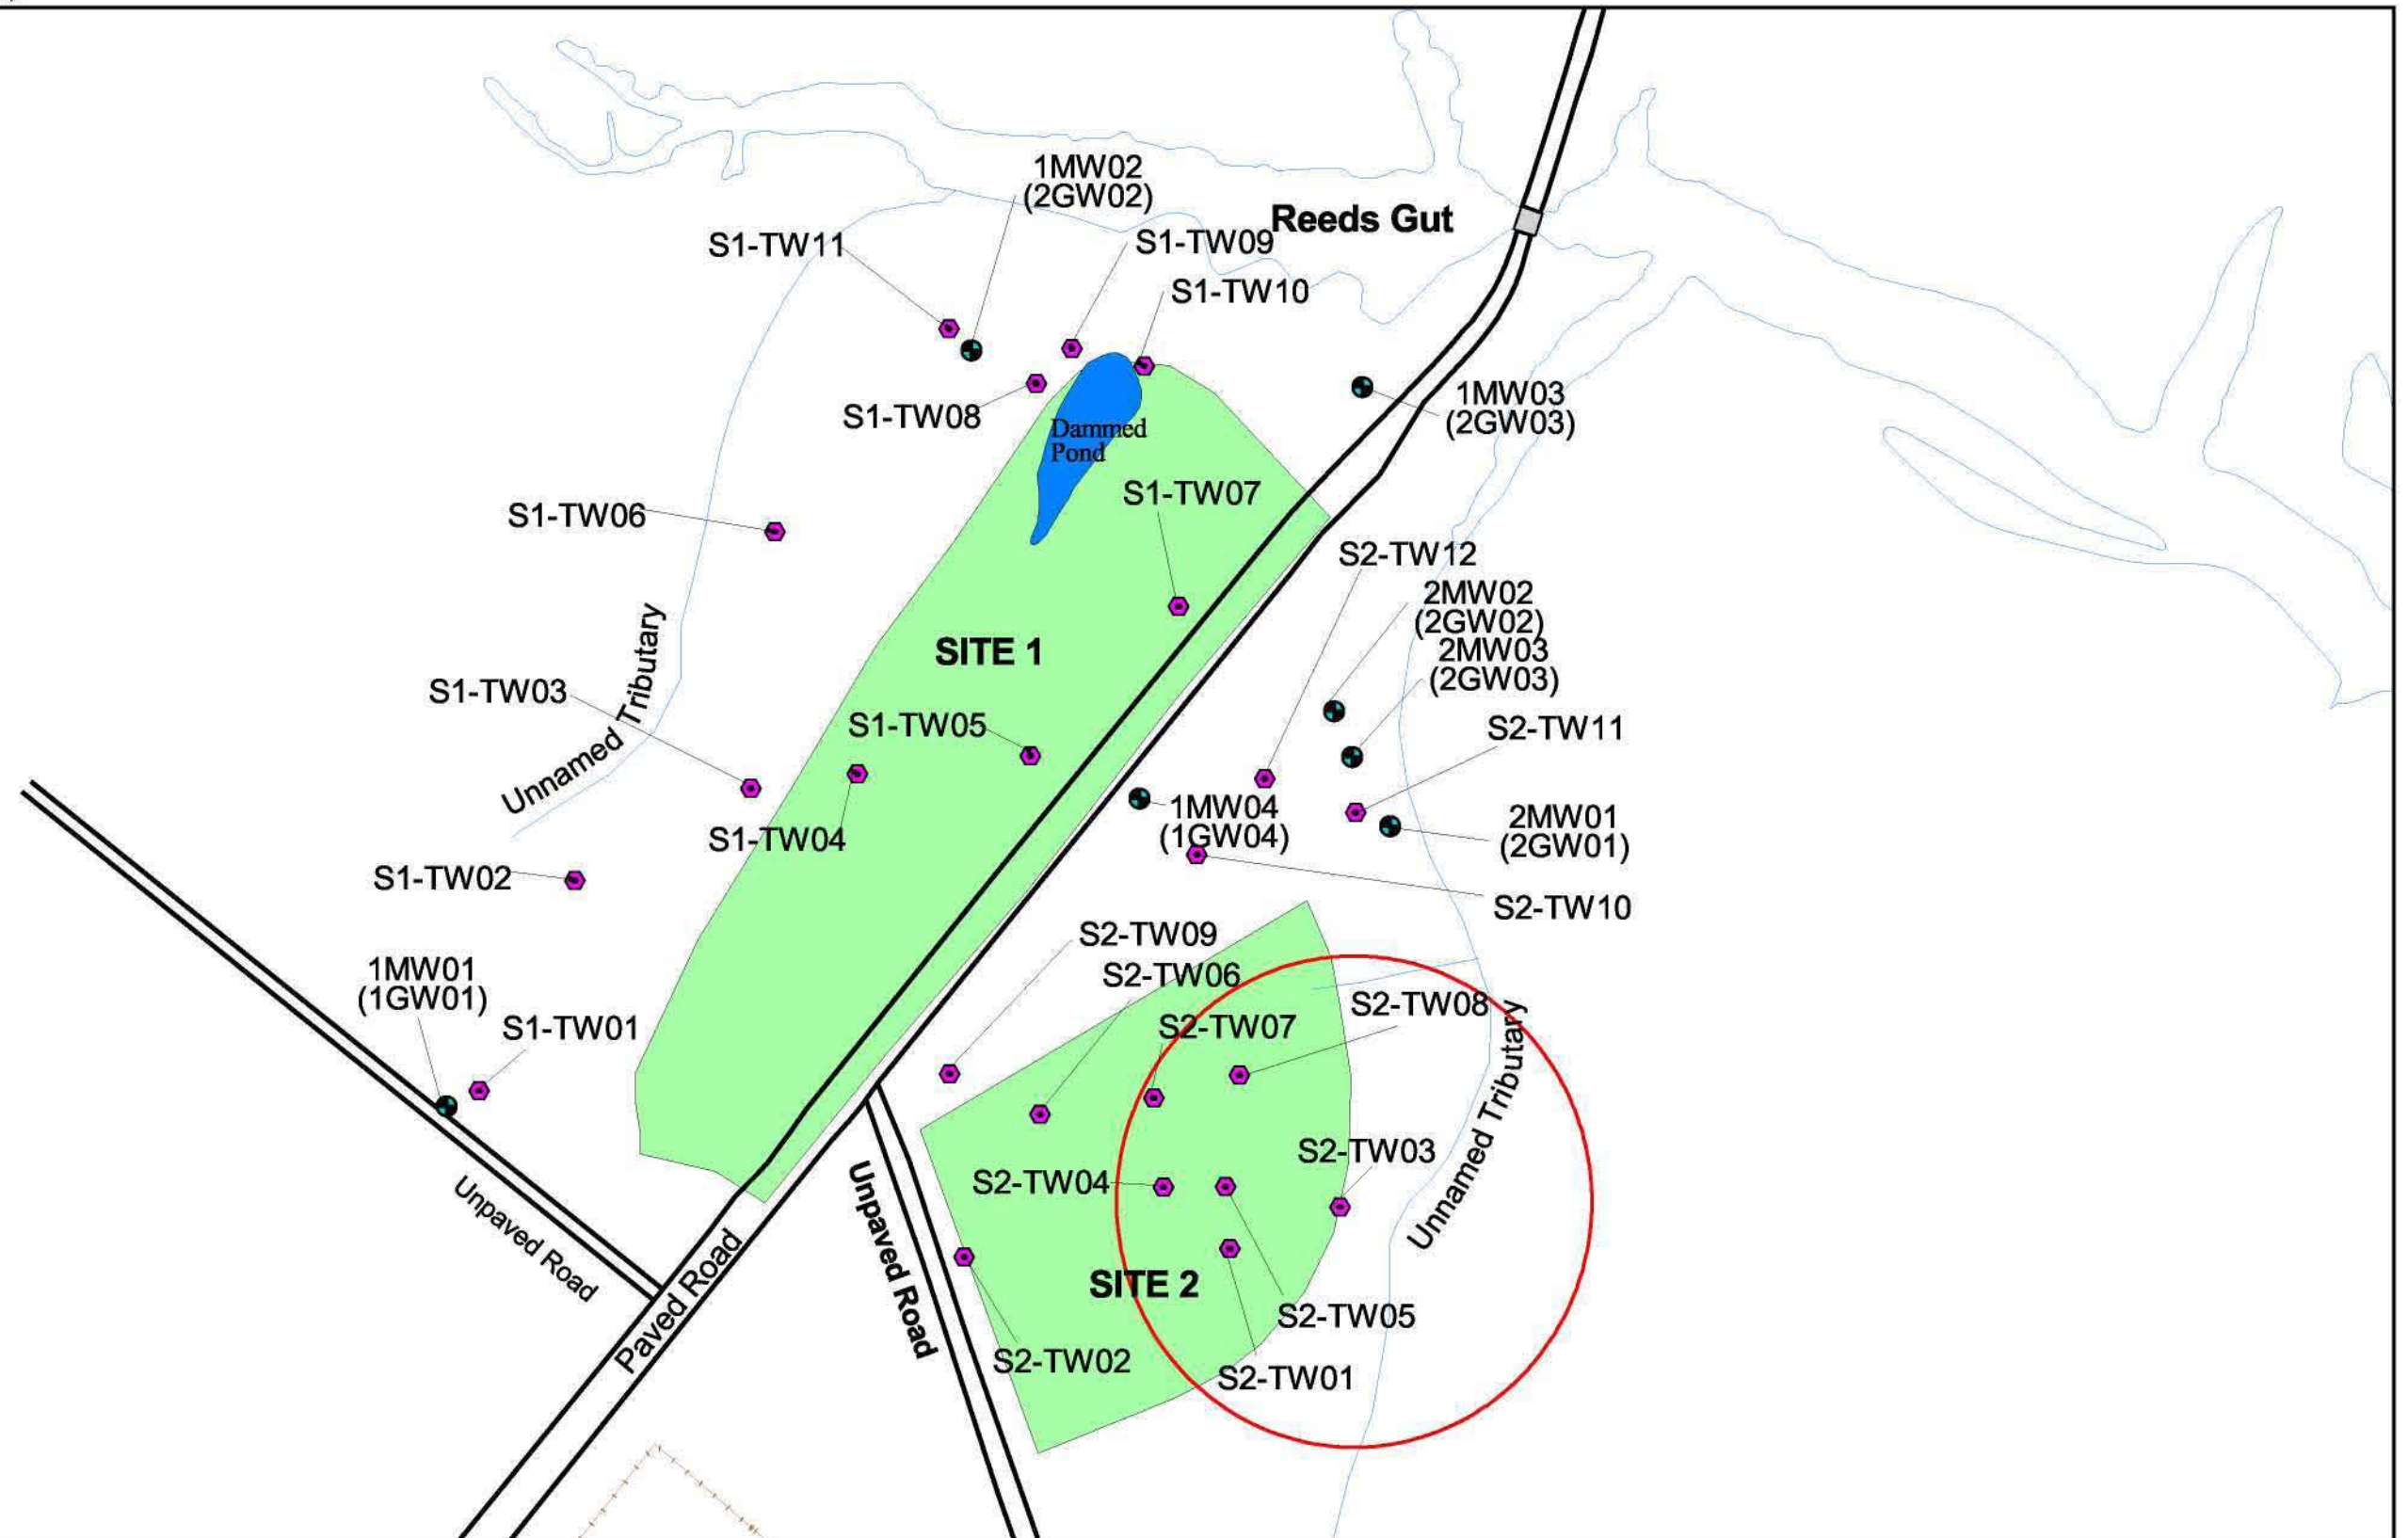 1MW02
(2GW02)
Reeds Gut
S1-TW11
S1-TW09
S1-TW10
1MW03
(2GW03)
S1-TW08
Dammed
Pond
S1-TW07
S1-TW06
S2-TW12
2MW02
(2GW02)
2MW03
(2GW03)
SITE 1
Unnamed Tributary
S1-TW03
S1-TW05
S2-TW11
1MW04
(1GW04)
2MW01
(2GW01)
S1-TW04
S1-TW02
S2-TW10
S2-TW09
1MW01
(1GW01)
S2-TW06
S2-TW08
S1-TW01
S2-TW07
Unnamed Tributary
S2-TW03
S2-TW04
Unpaved Road
Unpaved Road
Paved Road
SITE 2
S2-TW05
S2-TW02
S2-TW01